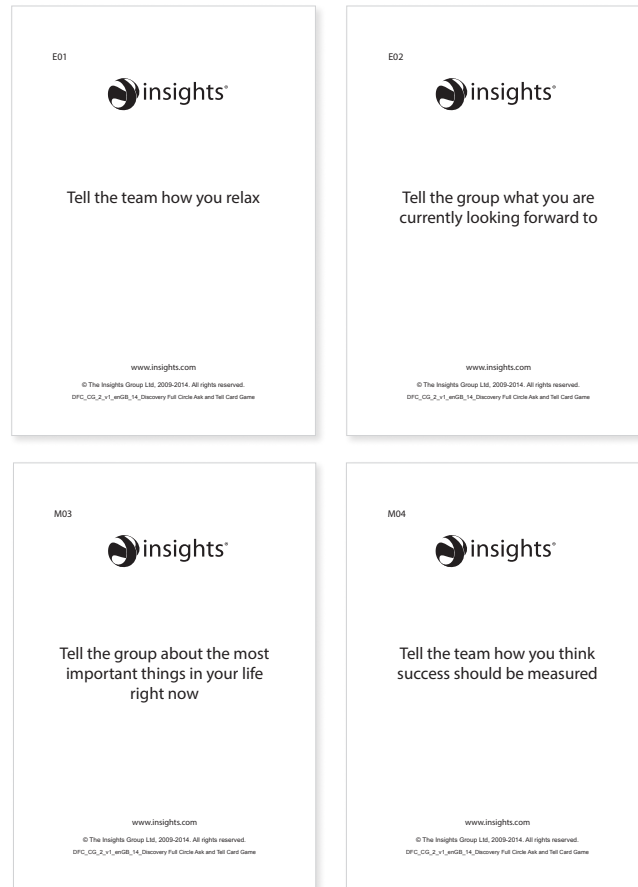 E01
insights®
Tell the team how you relax
www.insights.com
© The Insights Group Ltd, 2009-2014. All rights reserved.
DFC_CG_2_v1_enGB_14_Discovery Full Circle Ask and Tell Card Game
E02
insights®
Tell the group what you are
currently looking forward to
www.insights.com
© The Insights Group Ltd, 2009-2014. All rights reserved.
DFC_CG_2_v1_enGB_14_Discovery Full Circle Ask and Tell Card Game
M03
insights®
Tell the group about the most
important things in your life
right now
www.insights.com
© The Insights Group Ltd, 2009-2014. All rights reserved.
DFC_CG_2_v1_enGB_14_Discovery Full Circle Ask and Tell Card Game
M04
insights®
Tell the team how you think
success should be measured
www.insights.com
© The Insights Group Ltd, 2009-2014. All rights reserved.
DFC_CG_2_v1_enGB_14_Discovery Full Circle Ask and Tell Card Game